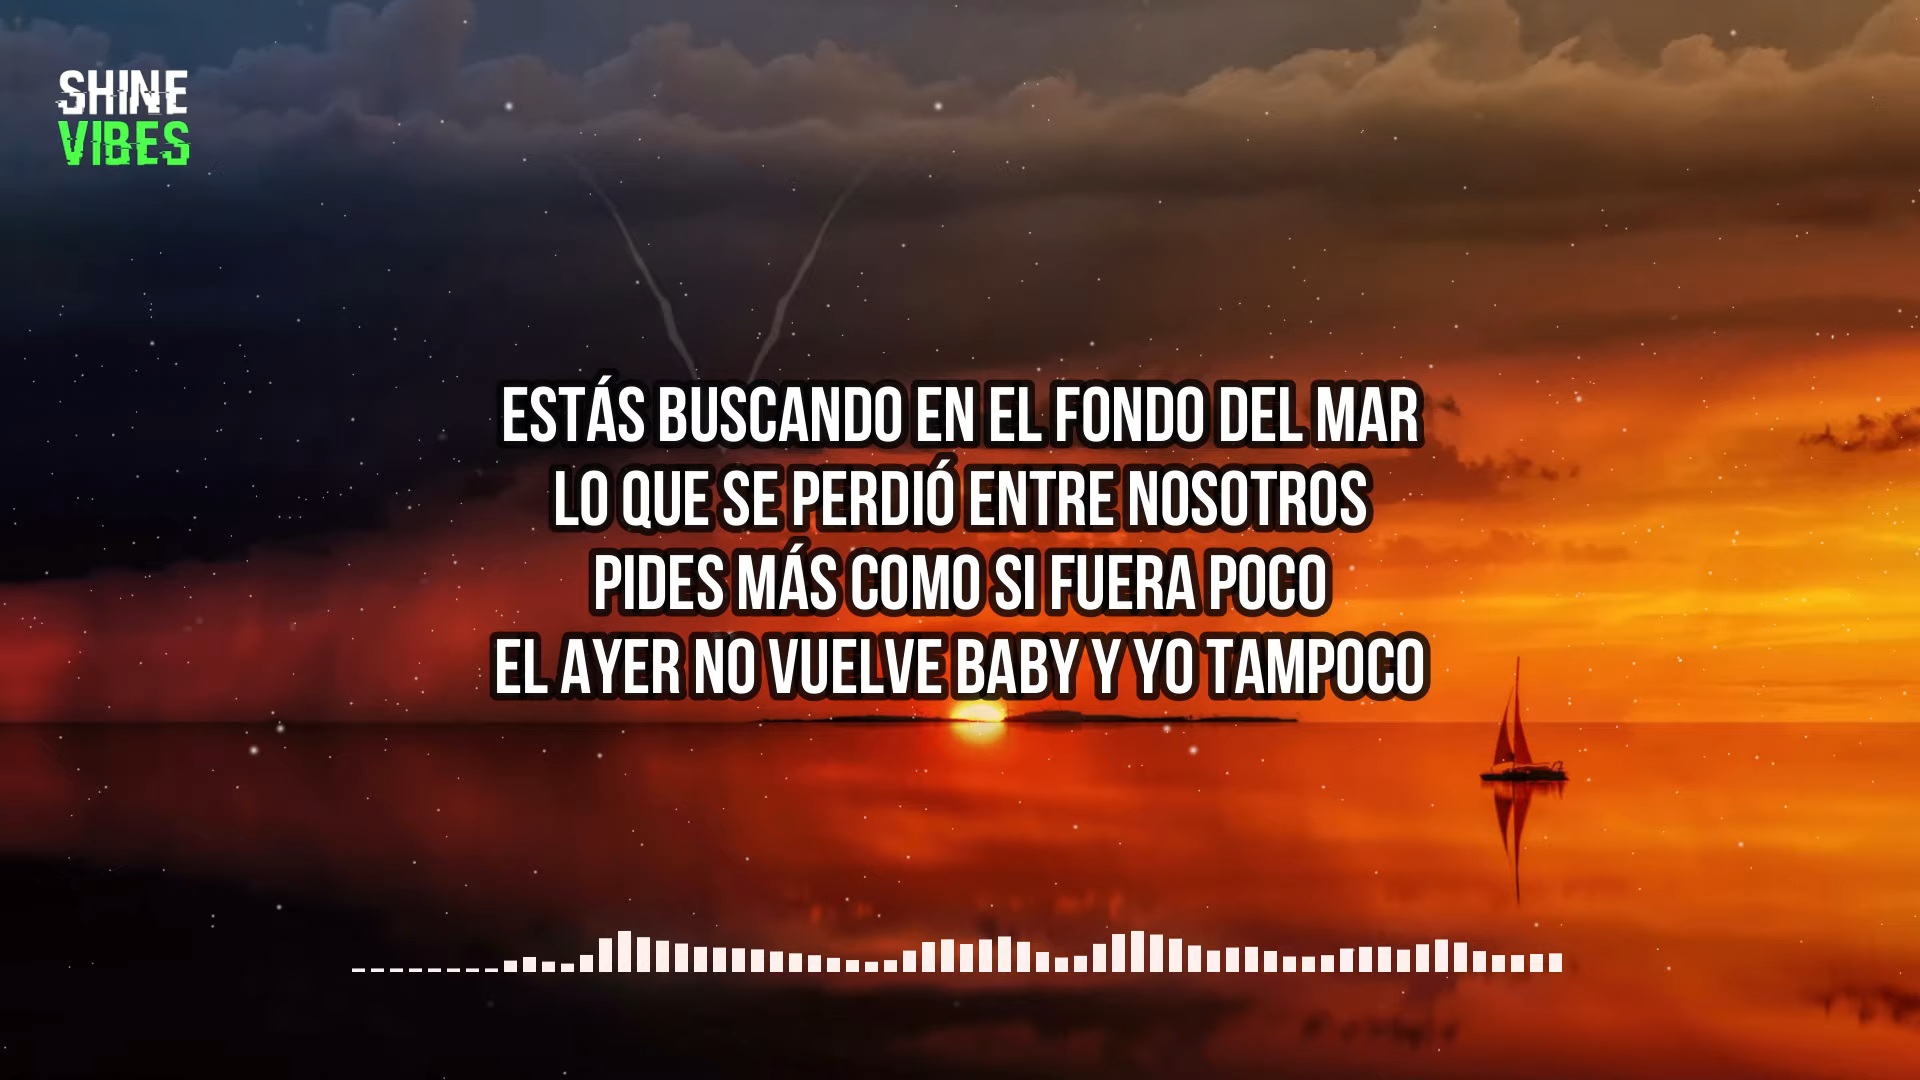 SHINE
VIBES
ESTÁS BUSCANDO EN EL FONDO DEL MAR
LO QUE SE PERDIÓ ENTRE NOSOTROS
PIDES MÁS COMO SI FUERA POCO
EL AYER NO VUELVE BABY Y YO TAMPOCO